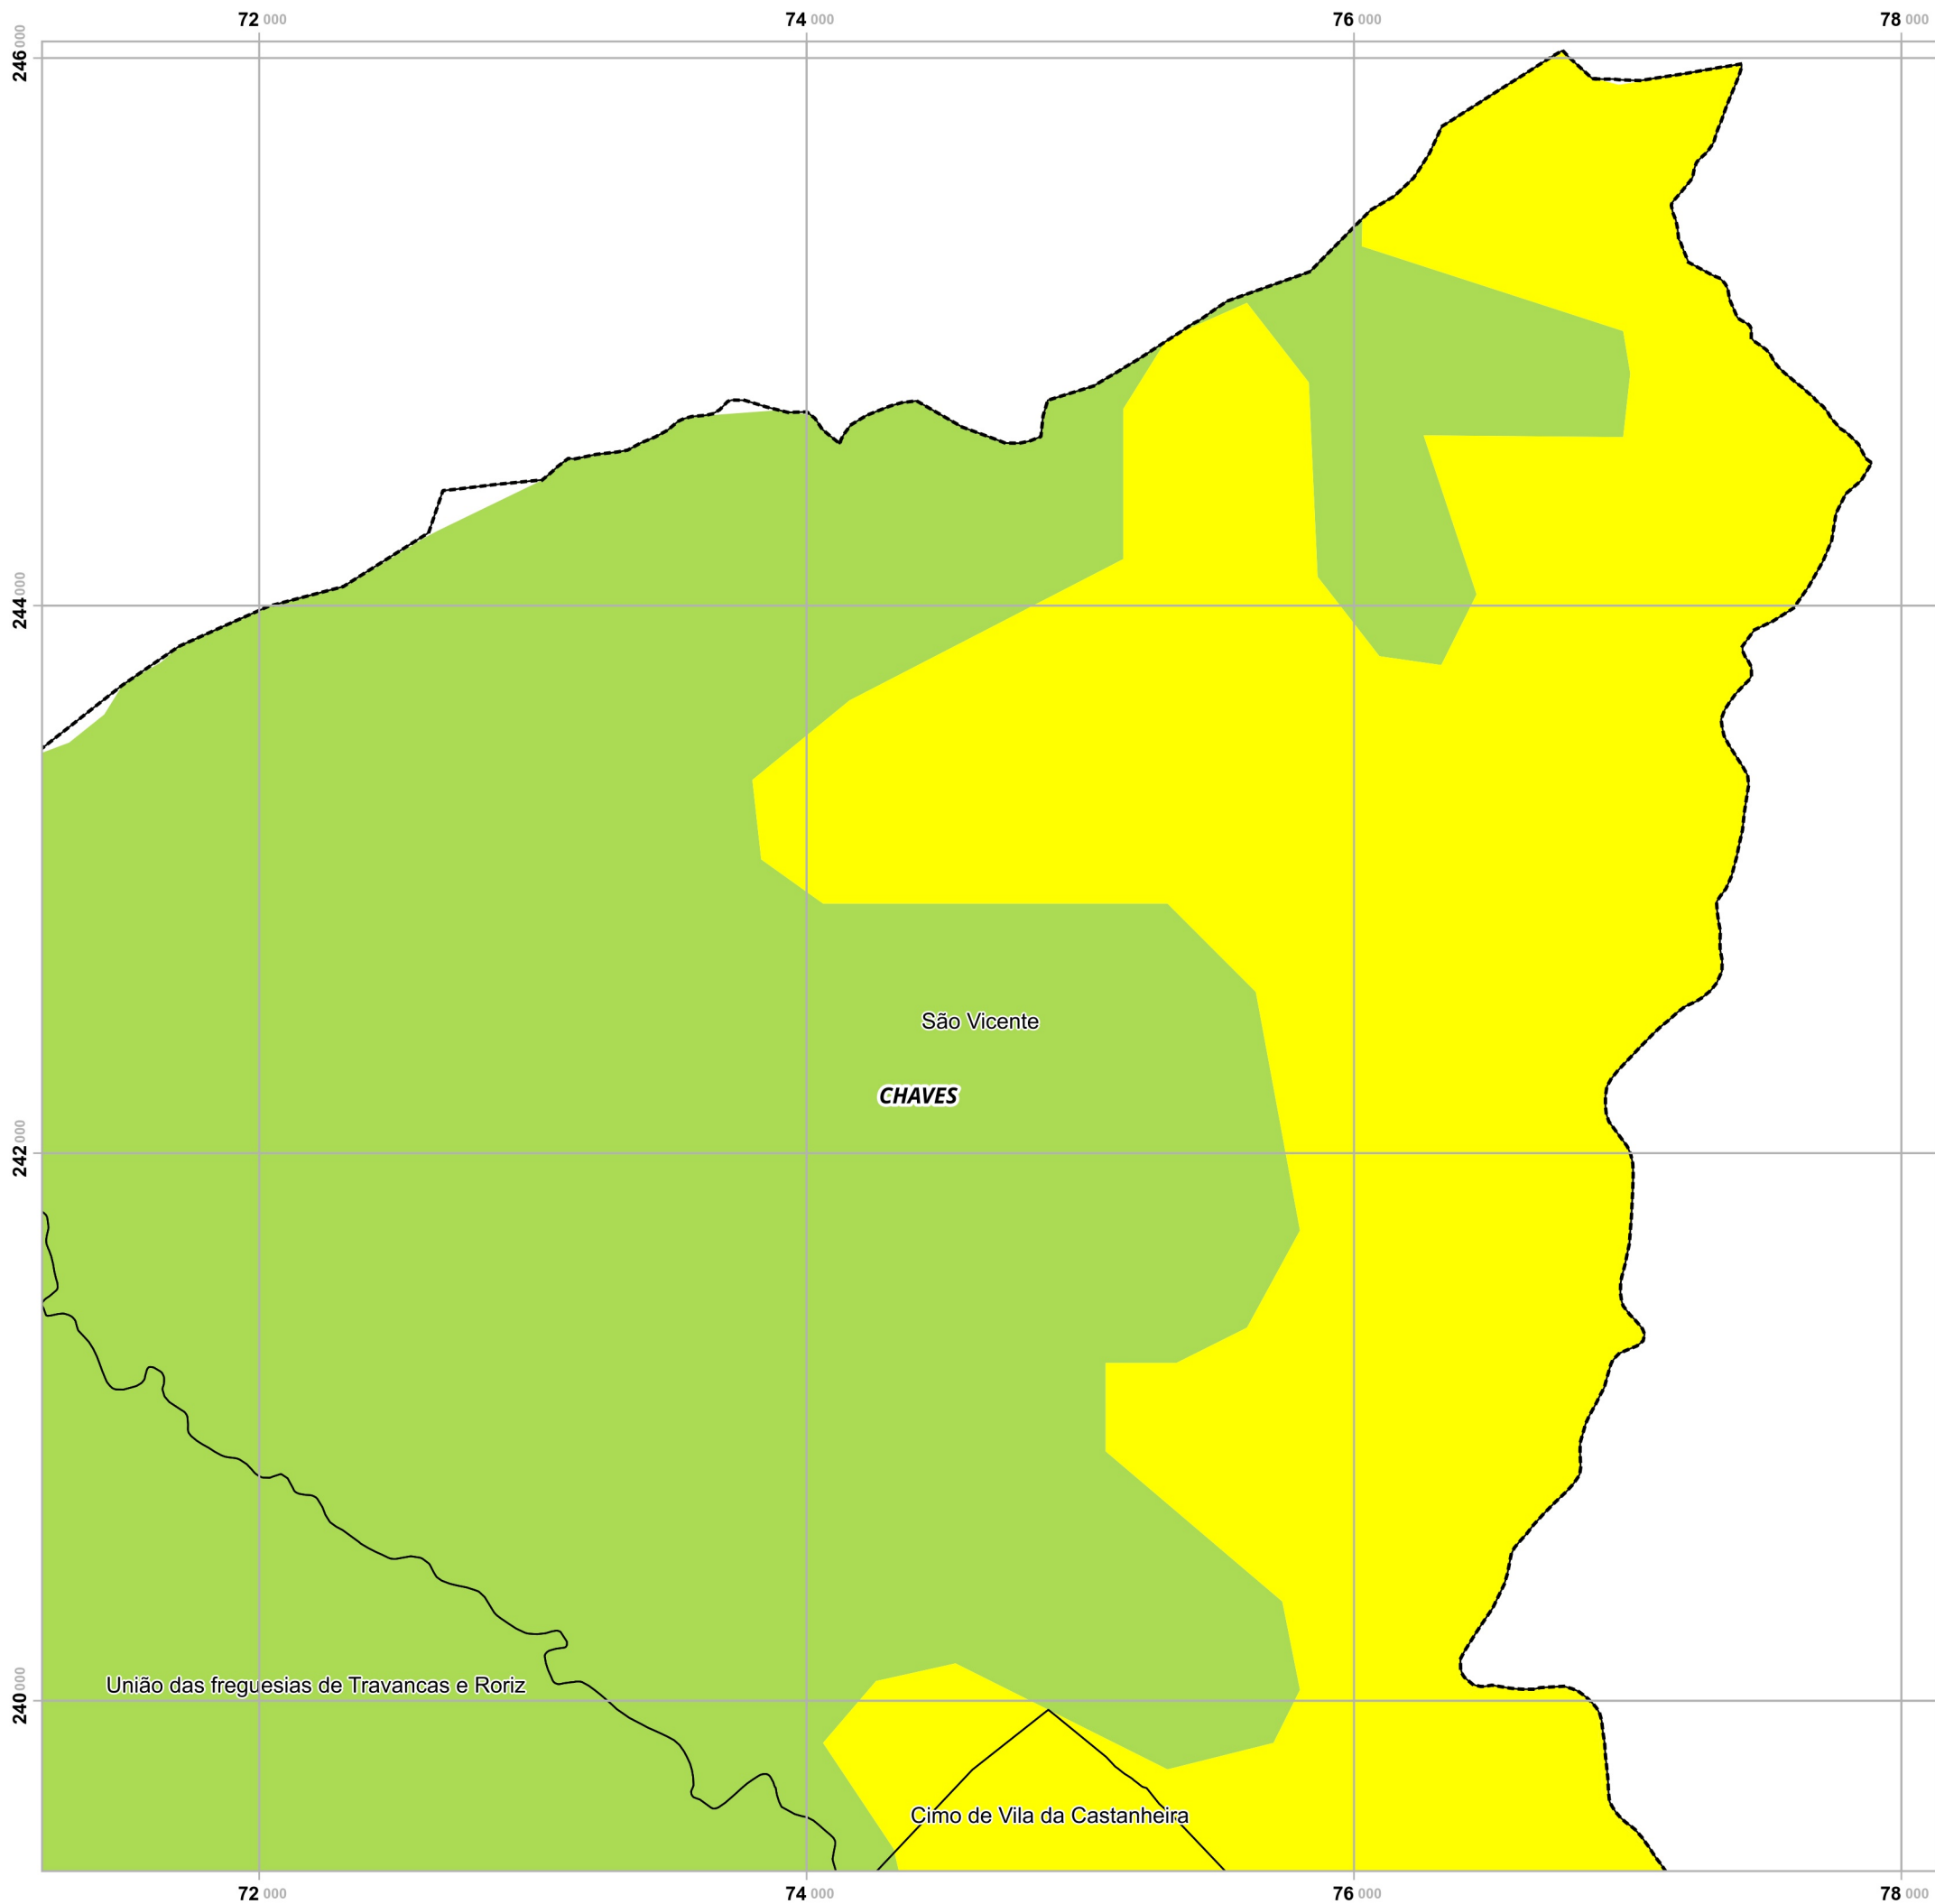 72 000 74 000 76 000 78 000
246 000
244 000
São Vicente
CHAVES
242 000
União das freguesias de Travancas e Roriz
240 000
Cimo de Vila da Castanheira
72 000 74 000 76 000 78 000